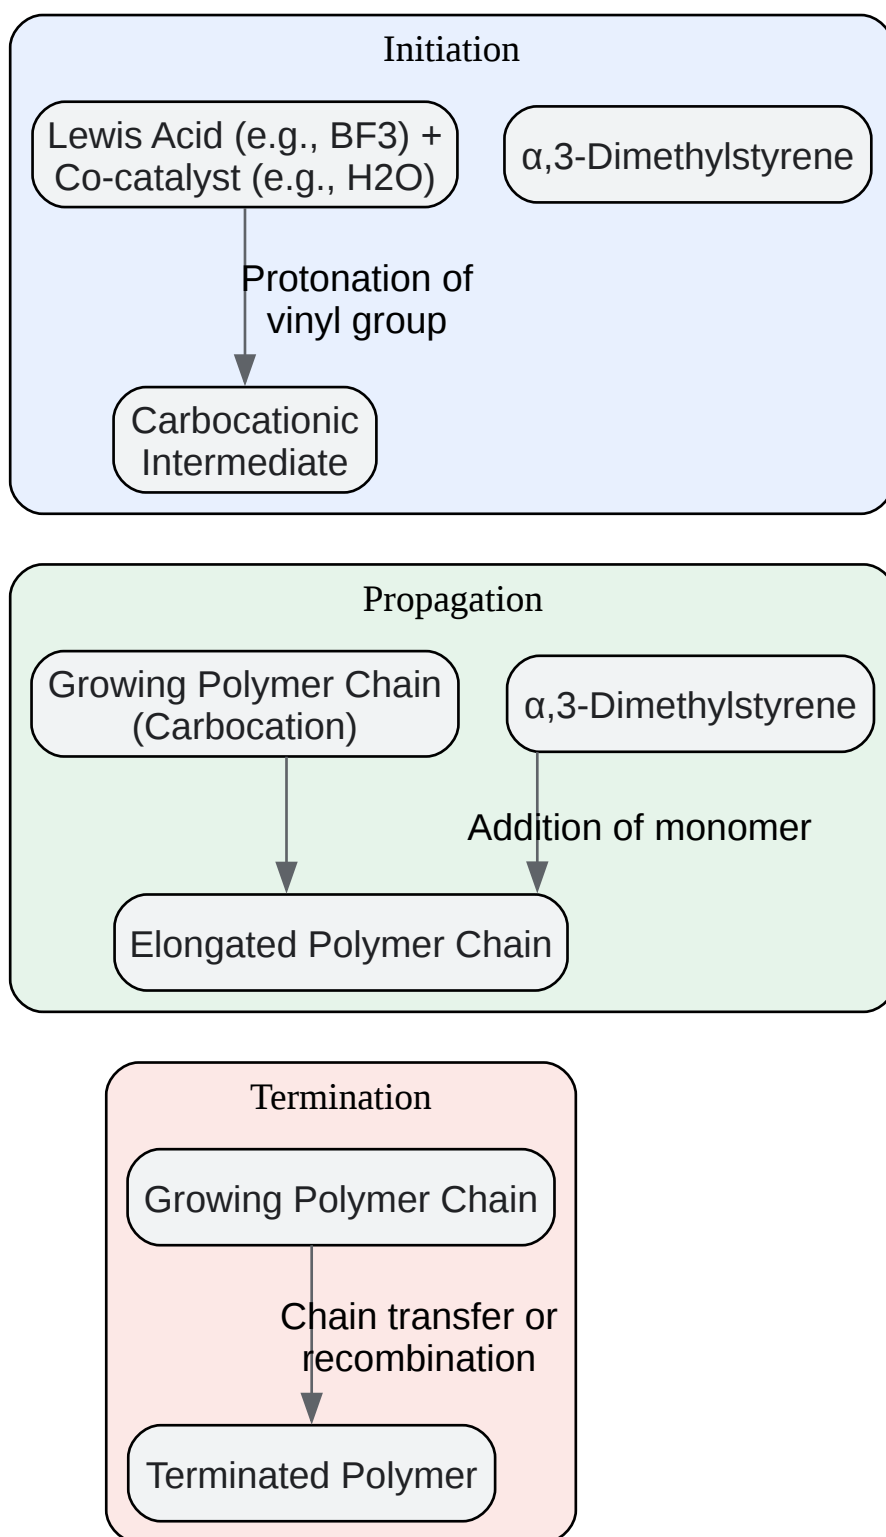 Initiation
Lewis Acid (e.g., BF3) +
Co-catalyst (e.g., H2O)
α,3-Dimethylstyrene
Protonation of
vinyl group
Carbocationic
Intermediate
Propagation
Growing Polymer Chain
(Carbocation)
α,3-Dimethylstyrene
Addition of monomer
Elongated Polymer Chain
Termination
Growing Polymer Chain
Chain transfer or
recombination
Terminated Polymer